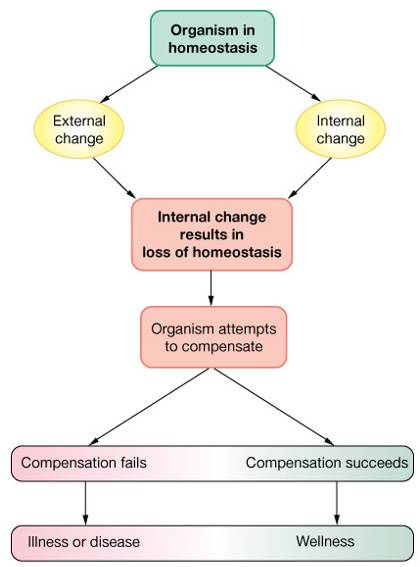 Organism in
homeostasis
External
change
Internal
change
Internal change
results in
loss of homeostasis
Organism attempts
to compensate
Compensation fails
Compensation succeeds
Illness or disease
Wellness